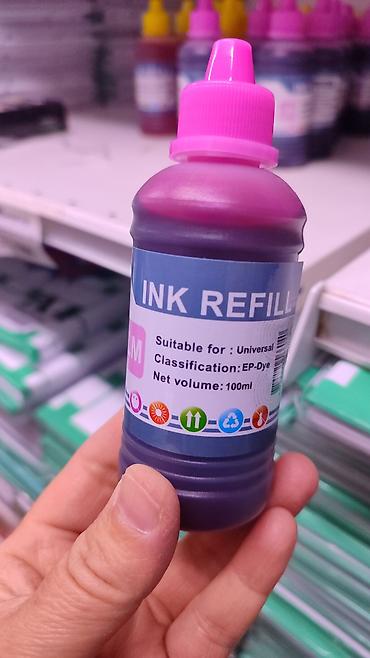 INK REFILL
M
Suitable for : Universal
Classification: EP-Dye
Net volume: 100ml